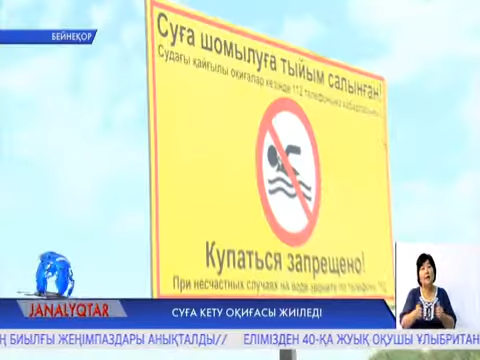 БЕЙНЕҚОР
Суға шомылуға тыйым салынған!
Судағы қайғылы оқиғалар кезінде 112 телефонына хабарласыңыз
Купаться запрещено!
При несчастных случаях на воде звоните по телефону 112
JANALYQTAR
СУҒА КЕТУ ОҚИҒАСЫ ЖИІЛЕДІ
Ң БИЫЛҒЫ ЖЕҢІМПАЗДАРЫ АНЫҚТАЛДЫ// ЕЛІМІЗДЕН 40-ҚА ЖУЫҚ ОҚУШЫ ҰЛЫБРИТАН